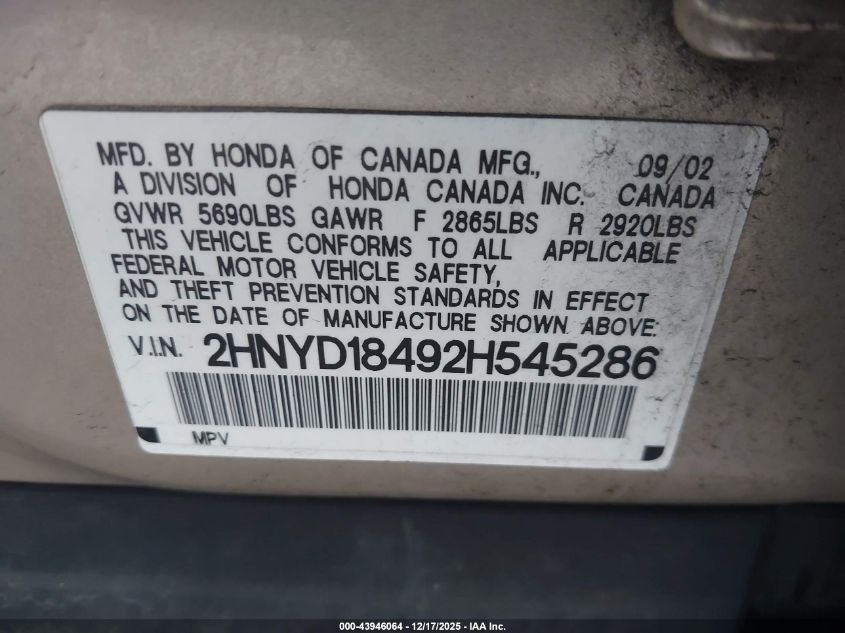 MFD. BY HONDA OF CANADA MFG., 09/02
A DIVISION OF HONDA CANADA INC. CANADA
GVWR 5690LBS GAWR F 2865LBS R 2920LBS
THIS VEHICLE CONFORMS TO ALL APPLICABLE
FEDERAL MOTOR VEHICLE SAFETY,
AND THEFT PREVENTION STANDARDS IN EFFECT
ON THE DATE OF MANUFACTURE SHOWN ABOVE:
V.I.N. 2HNYD18492H545286
MPV
000-43946064 - 12/17/2025 - IAA Inc.